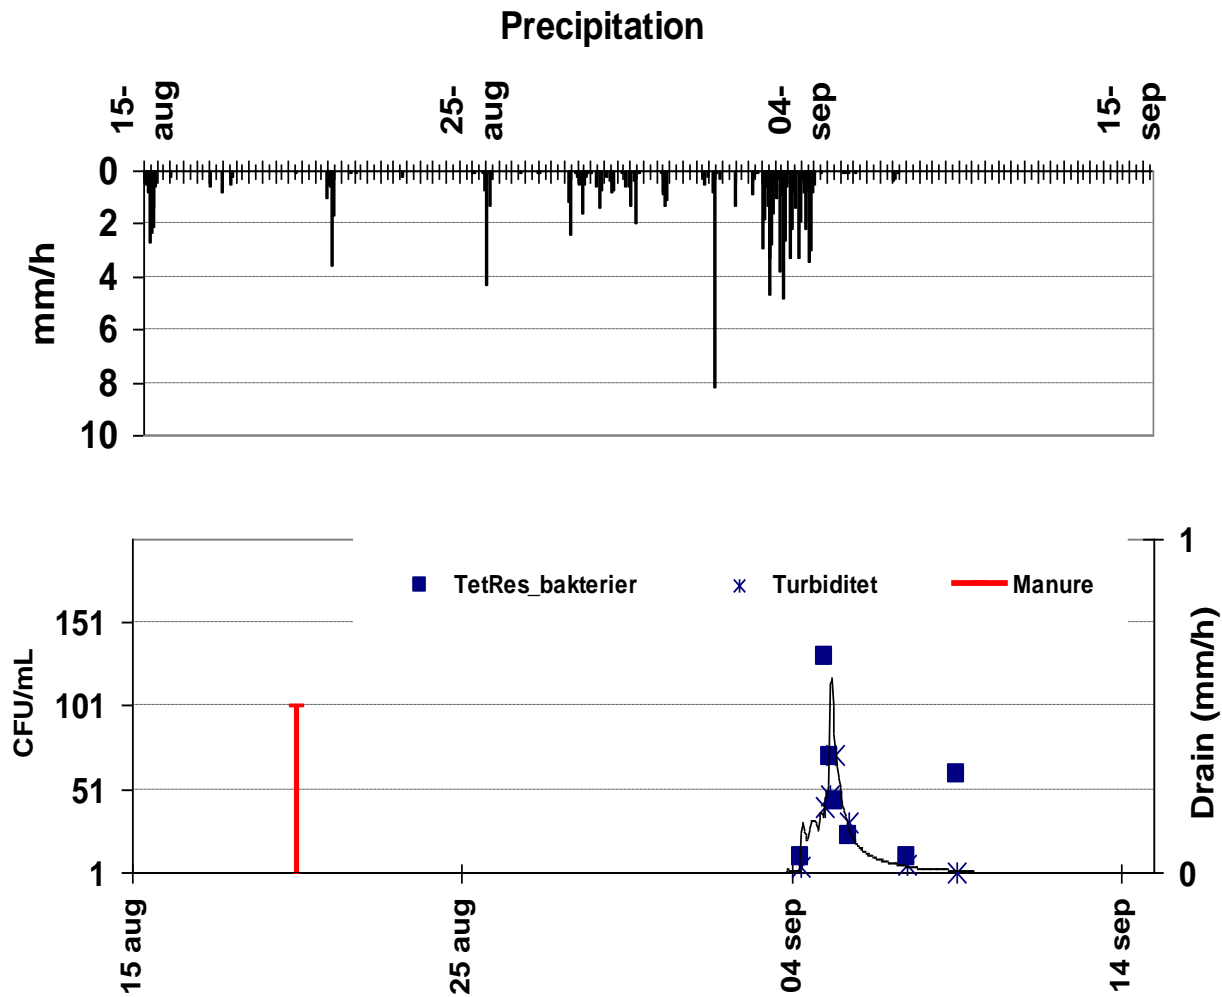 Precipitation
15-
aug
25-
aug
04-
sep
15-
sep
mm/h
0
2
4
6
8
10
TetRes_bakterier
Turbiditet
Manure
CFU/mL
151
101
51
1
1
0
Drain (mm/h)
15 aug
25 aug
04 sep
14 sep